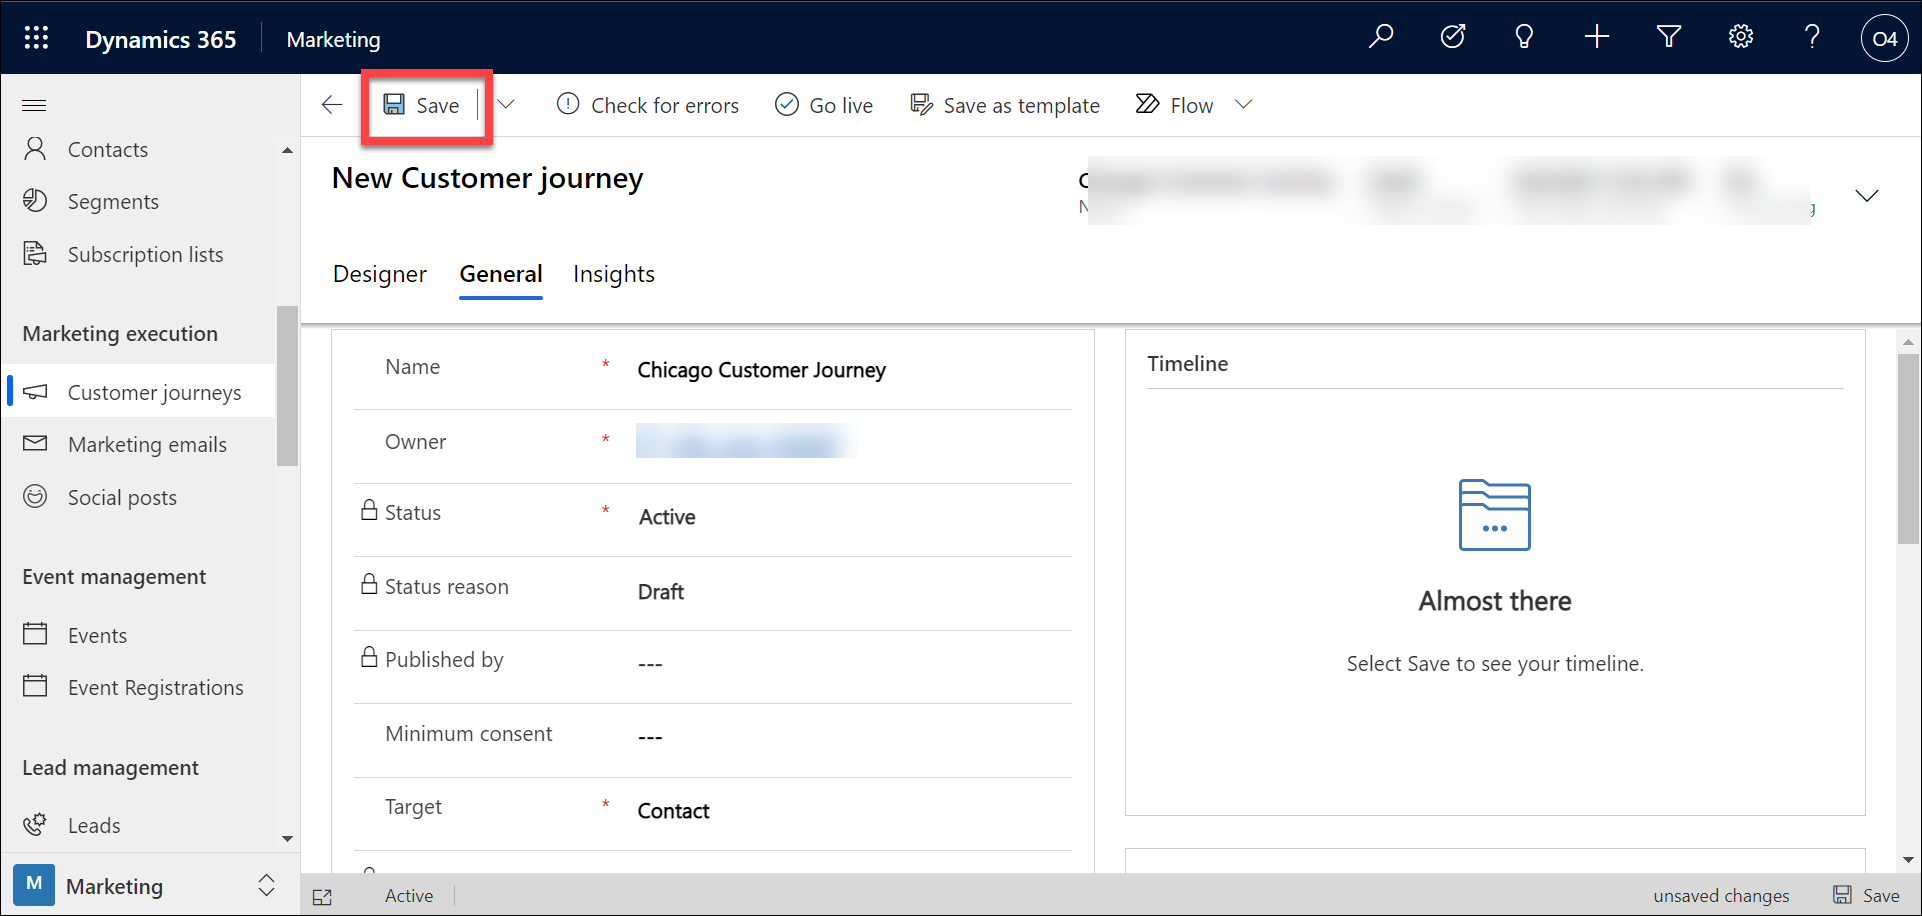 Dynamics 365 Marketing O4
Save Check for errors Go live Save as template Flow
Contacts
Segments
Subscription lists
Marketing execution
Customer journeys
Marketing emails
Social posts
Event management
Events
Event Registrations
Lead management
Leads
M Marketing
New Customer journey
Designer General Insights
Name * Chicago Customer Journey
Owner *
Status * Active
Status reason Draft
Published by ---
Minimum consent ---
Target * Contact
Timeline
Almost there
Select Save to see your timeline.
Active unsaved changes Save